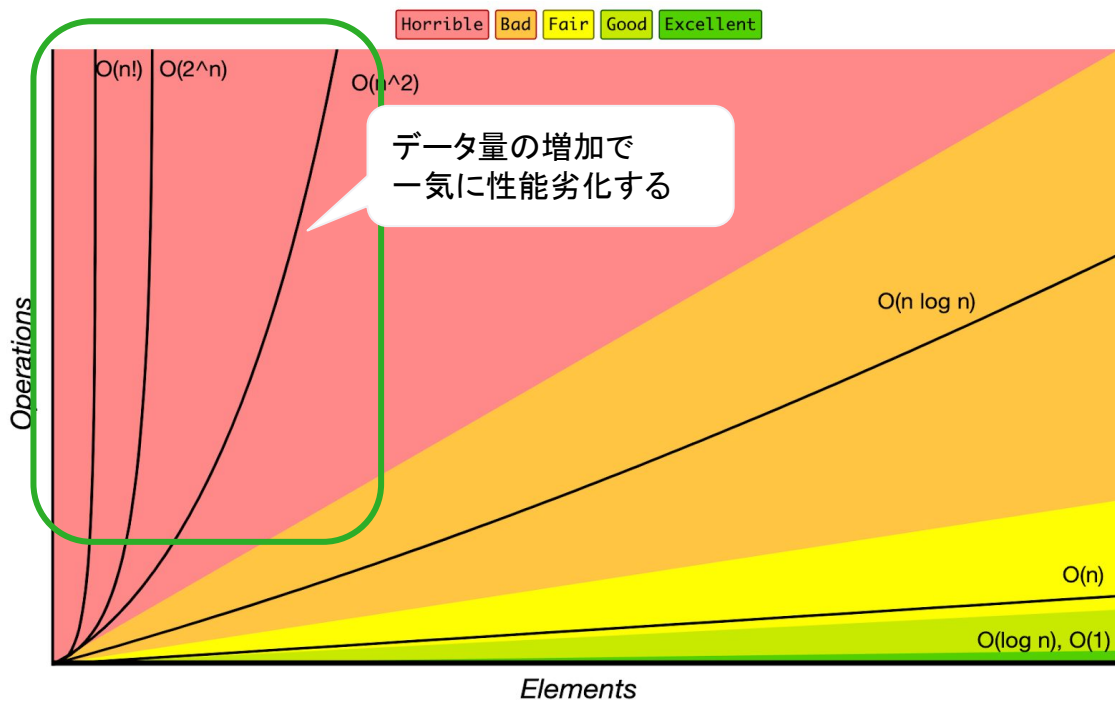 Horrible Bad Fair Good Excellent
O(n!) O(2^n) O(n^2)
データ量の増加で
一気に性能劣化する
O(n log n)
Operations
O(n)
O(log n), O(1)
Elements